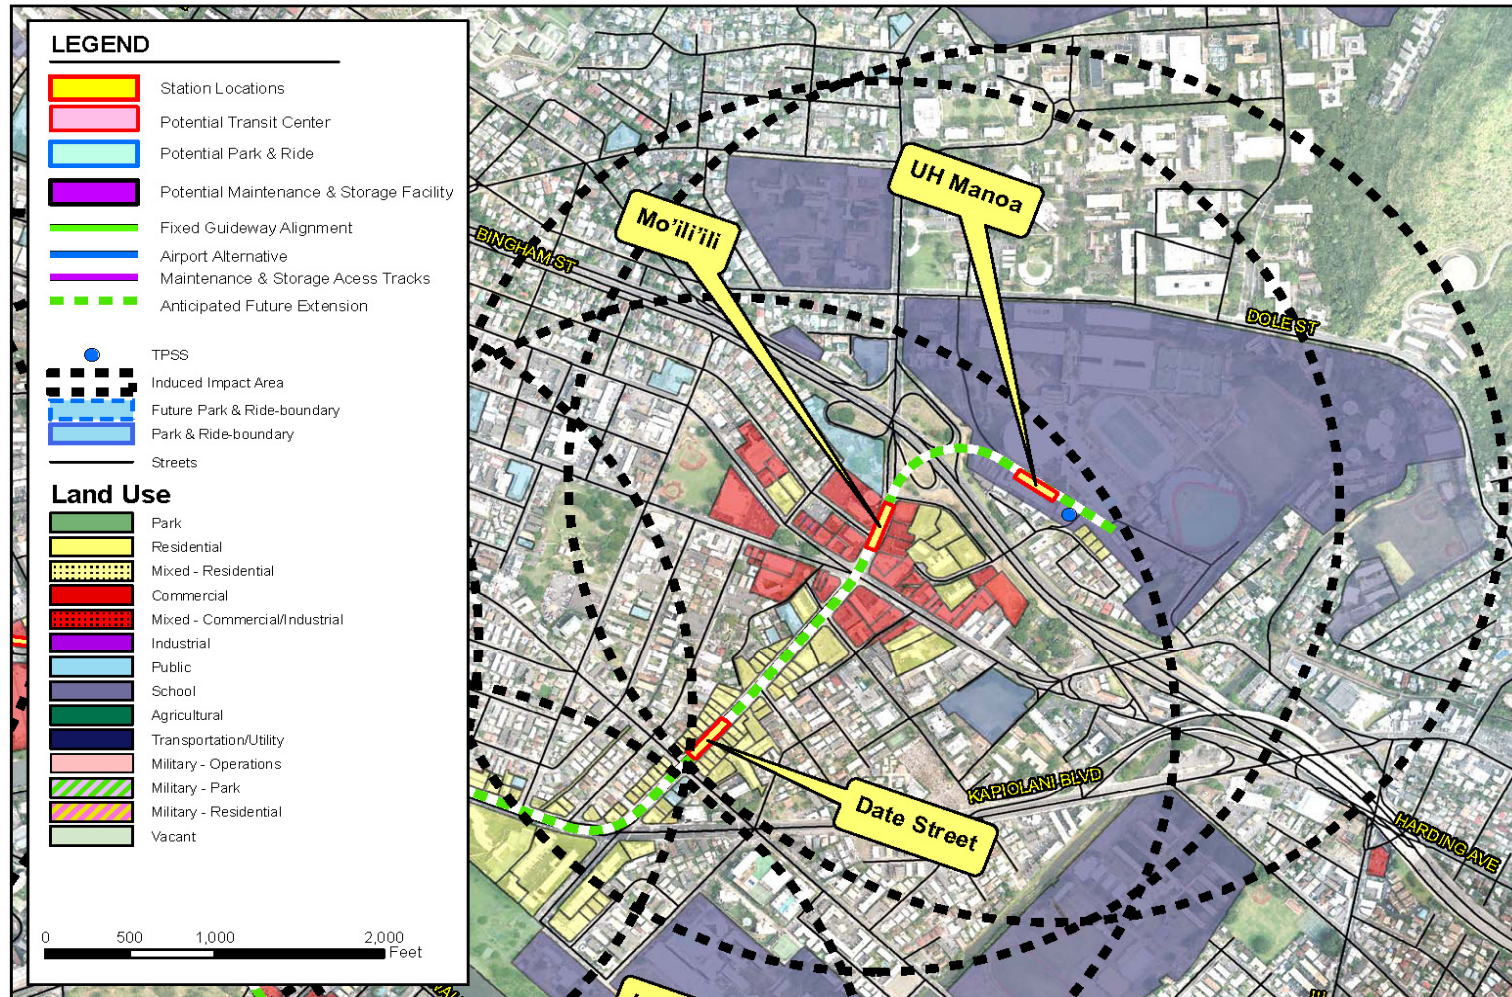 LEGEND
Station Locations
Potential Transit Center
Potential Park & Ride
Potential Maintenance & Storage Facility
Fixed Guideway Alignment
Airport Alternative
Maintenance & Storage Acess Tracks
Anticipated Future Extension
TPSS
Induced Impact Area
Future Park & Ride-boundary
Park & Ride-boundary
Streets
Land Use
Park
Residential
Mixed - Residential
Commercial
Mixed - Commercial/Industrial
Industrial
Public
School
Agricultural
Transportation/Utility
Military - Operations
Military - Park
Military - Residential
Vacant
0 500 1,000 2,000
Feet
UH Manoa
Mo'ili'ili
BINGHAM ST
DOLE ST
KAPIOLANI BLVD
Date Street
HARDING AVE